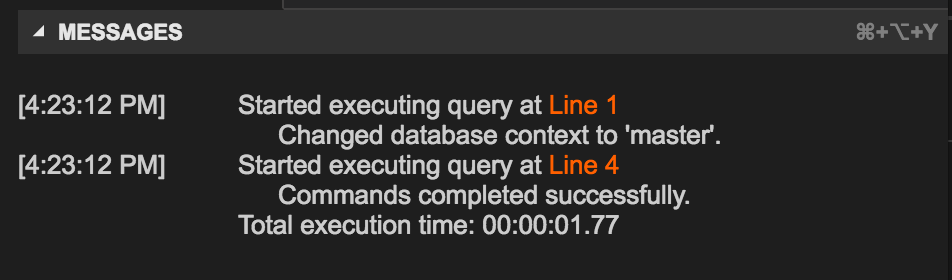 MESSAGES ⌘+⌥+Y
[4:23:12 PM] Started executing query at Line 1
Changed database context to 'master'.
[4:23:12 PM] Started executing query at Line 4
Commands completed successfully.
Total execution time: 00:00:01.77